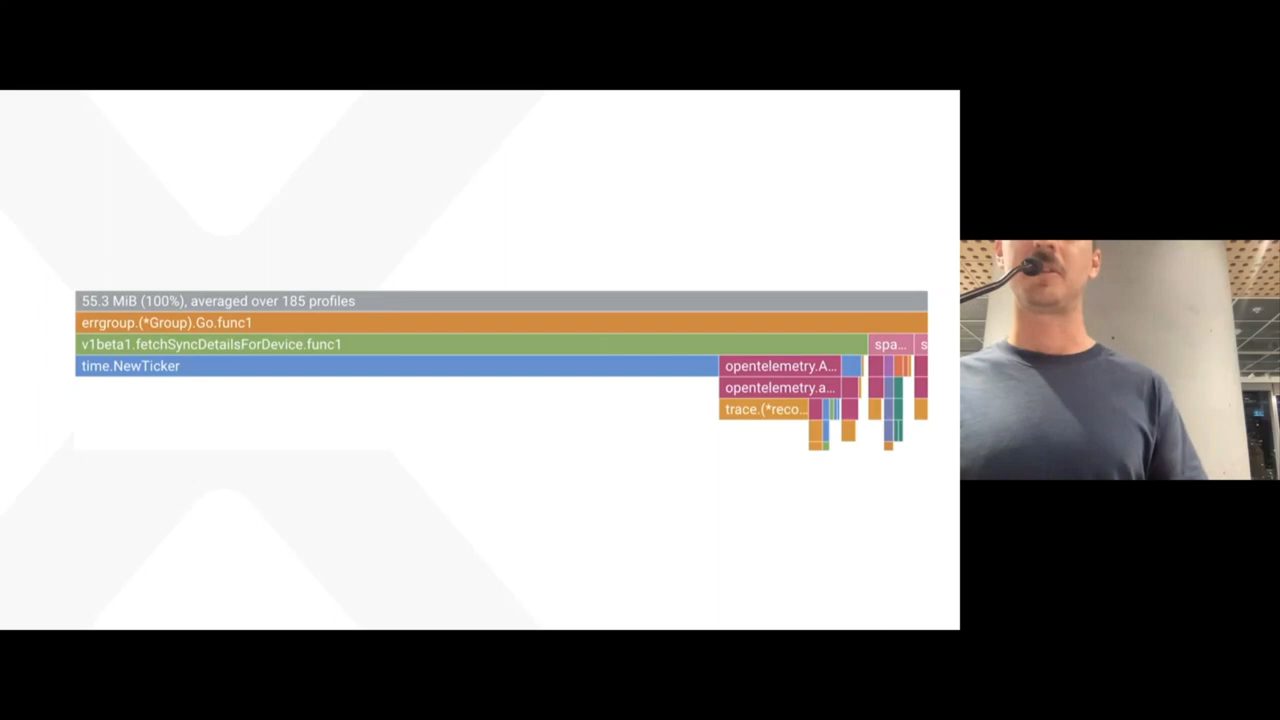 55.3 MiB (100%), averaged over 185 profiles
errgroup.(*Group).Go.func1
v1beta1.fetchSyncDetailsForDevice.func1 spa... s
time.NewTicker opentelemetry.A...
opentelemetry.a...
trace.(*reco...